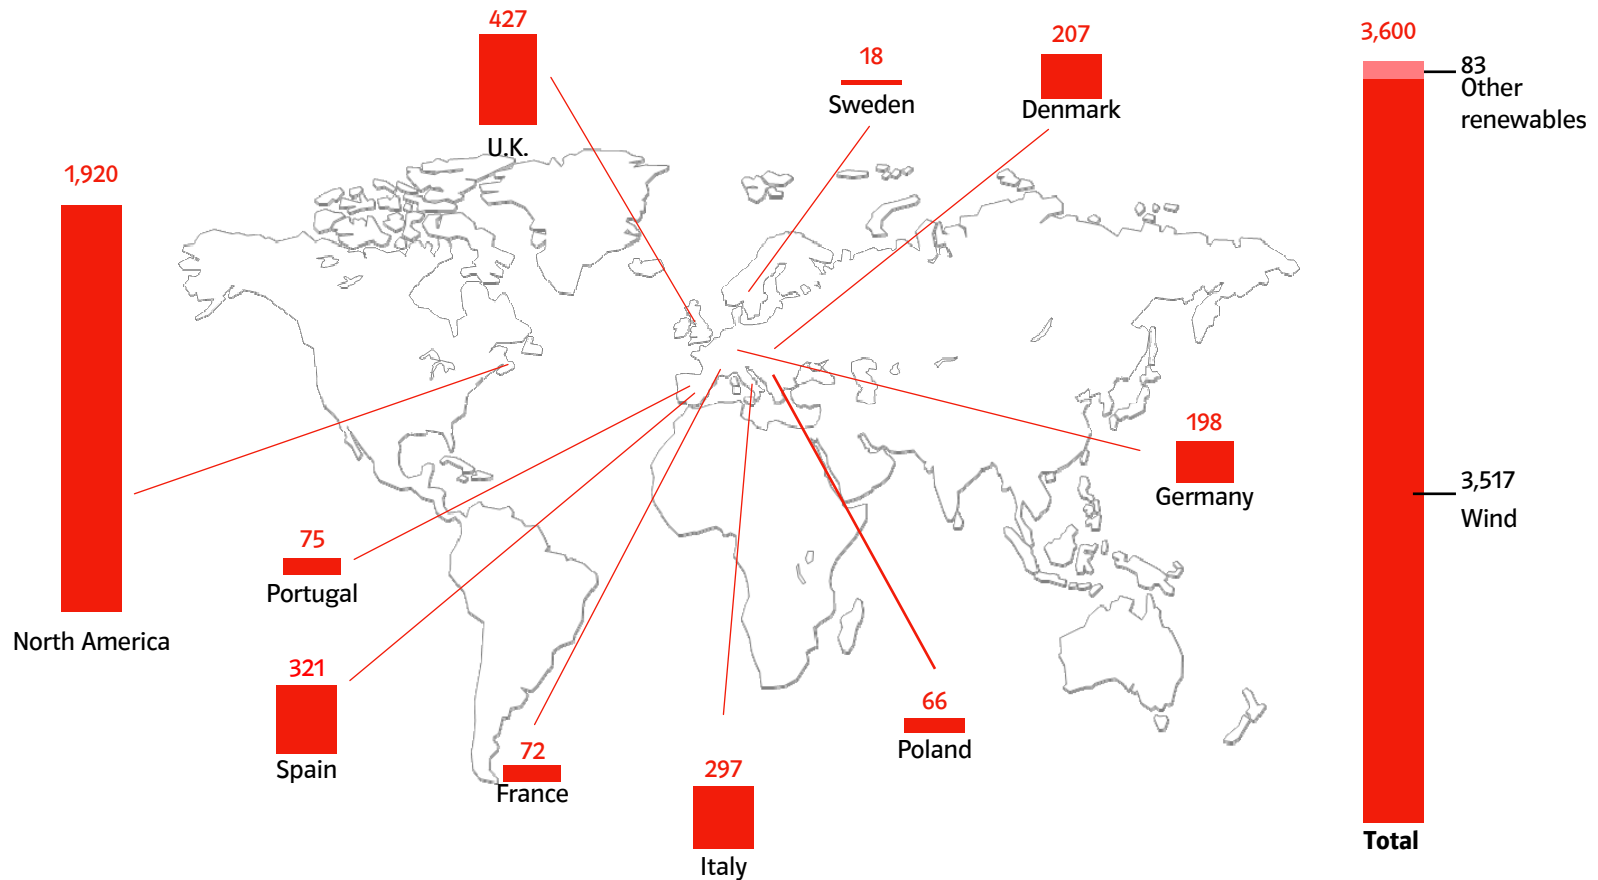 427
U.K.
18
Sweden
207
Denmark
3,600
83
Other
renewables
1,920
North America
198
Germany
3,517
Wind
75
Portugal
321
Spain
72
France
297
Italy
66
Poland
Total